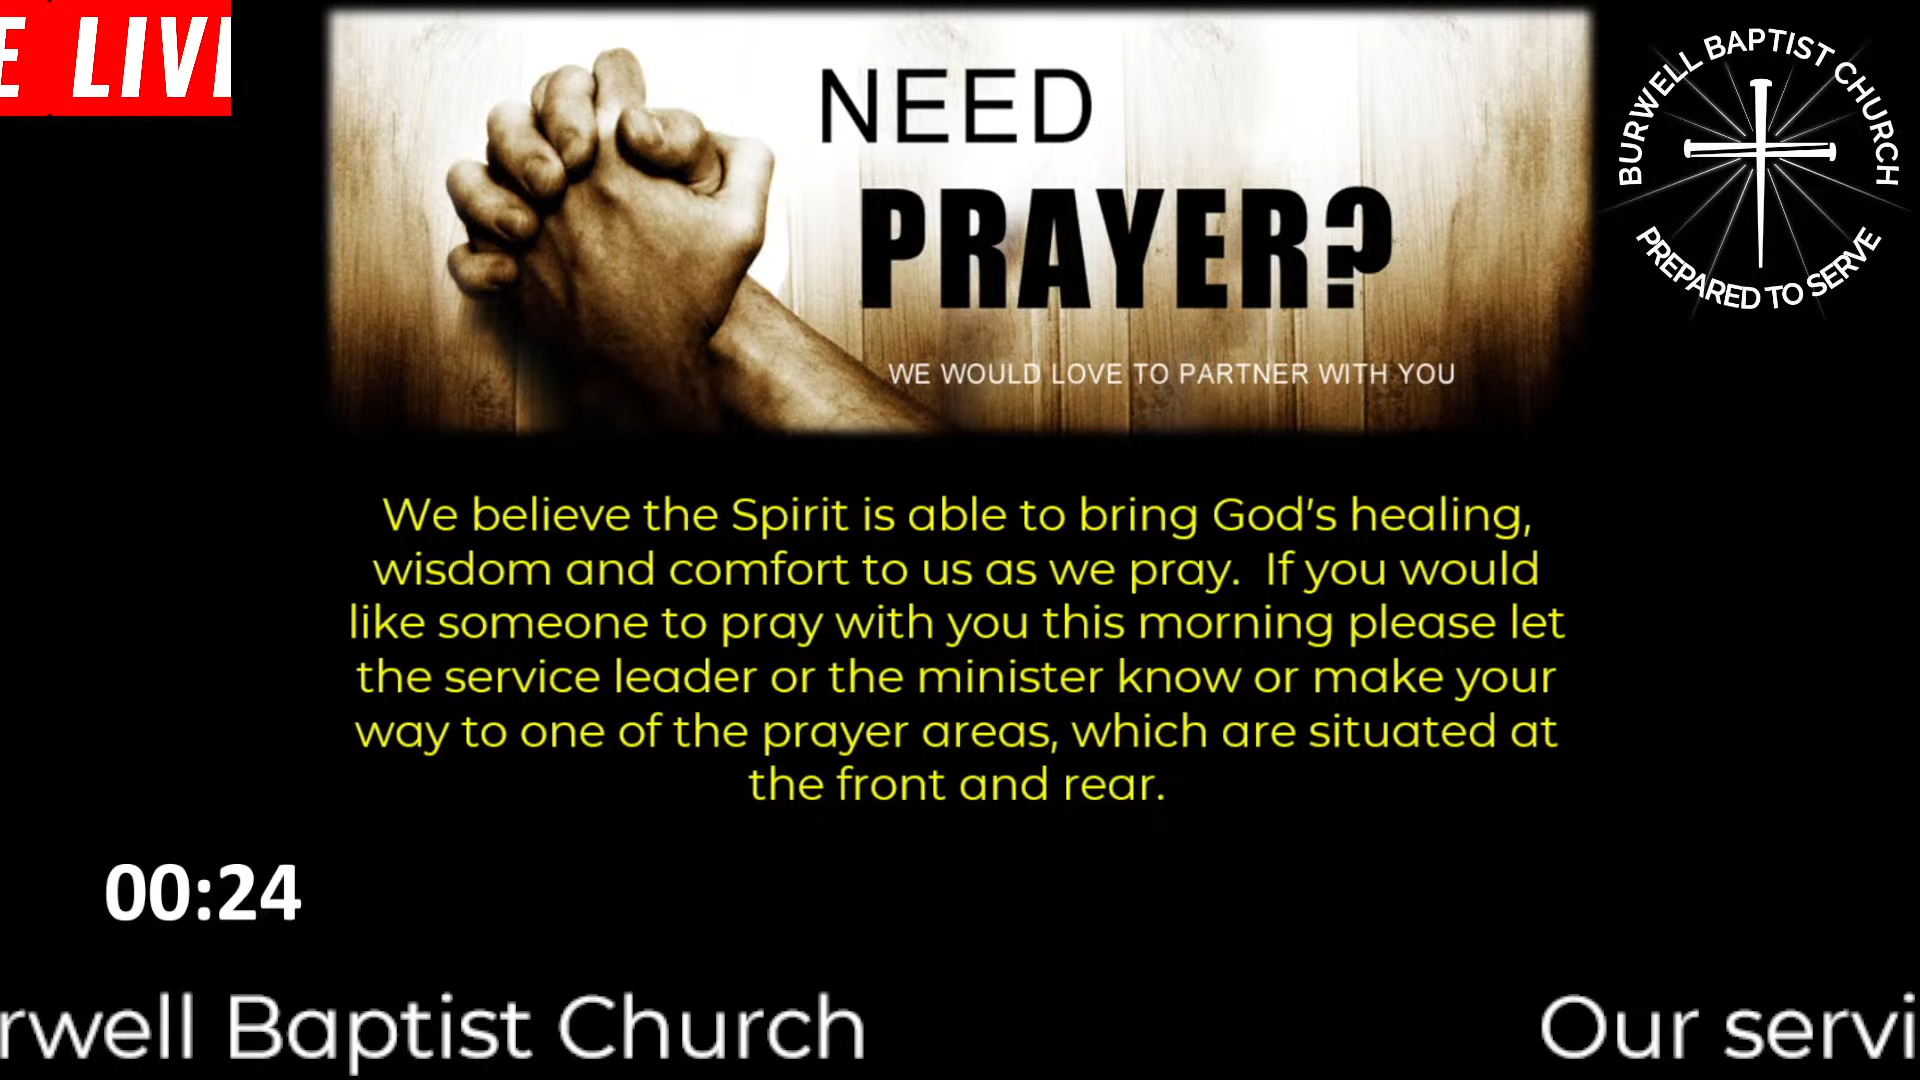 E LIVE
NEED
PRAYER?
WE WOULD LOVE TO PARTNER WITH YOU
BURWELL BAPTIST CHURCH
PREPARED TO SERVE
We believe the Spirit is able to bring God's healing,
wisdom and comfort to us as we pray.  If you would
like someone to pray with you this morning please let
the service leader or the minister know or make your
way to one of the prayer areas, which are situated at
the front and rear.
00:24
rwell Baptist Church
Our servi